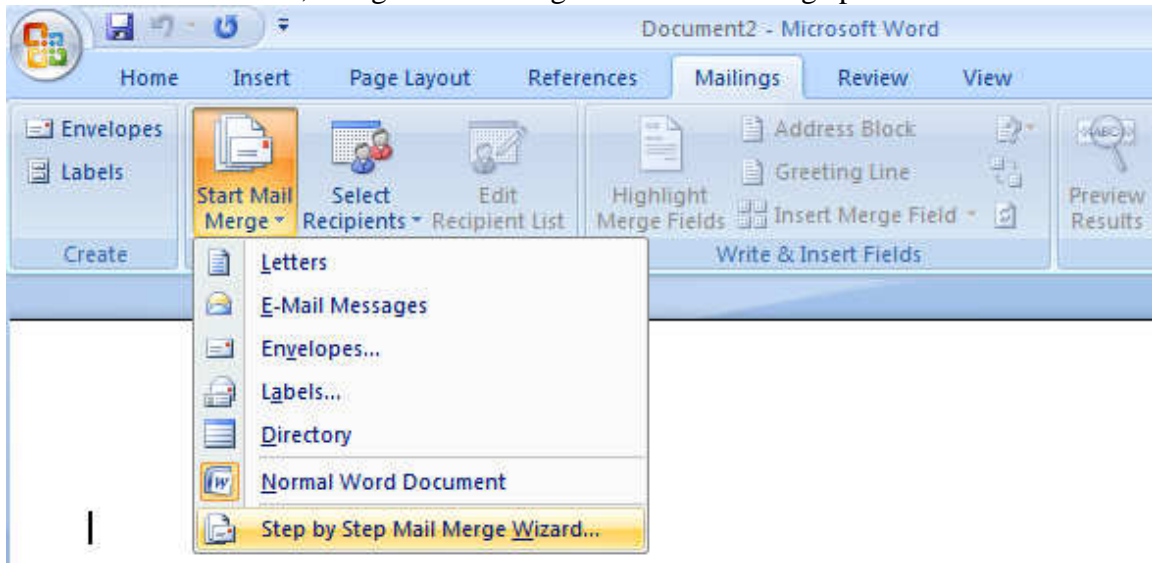 Document2 - Microsoft Word
Home Insert Page Layout References Mailings Review View
Envelopes
Labels
Start Mail Merge
Select Recipients
Edit Recipient List
Highlight Merge Fields
Address Block
Greeting Line
Insert Merge Field
ABC
Preview Results
Create
Write & Insert Fields
Letters
E-Mail Messages
Envelopes...
Labels...
Directory
Normal Word Document
Step by Step Mail Merge Wizard...